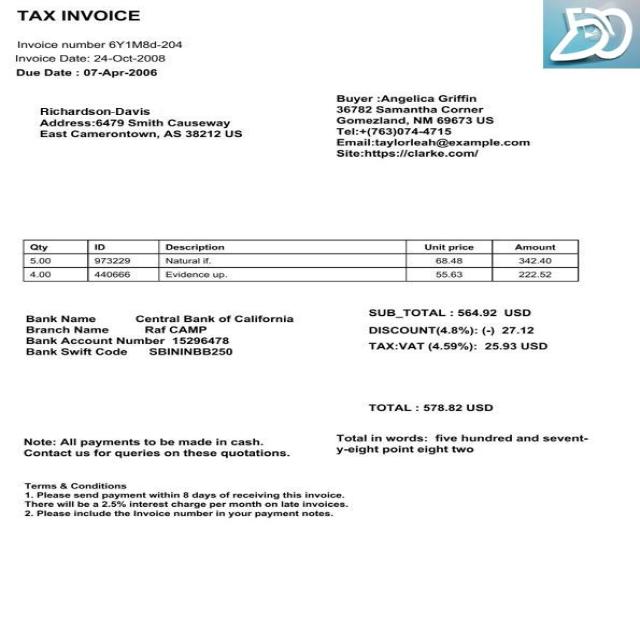 TAX INVOICE
Invoice number 6Y1M8d-204
Invoice Date: 24-Oct-2008
Due Date : 07-Apr-2006
Richardson-Davis
Address:6479 Smith Causeway
East Camerontown, AS 38212 US
Buyer :Angelica Griffin
36782 Samantha Corner
Gomezland, NM 69673 US
Tel:+(763)074-4715
Email:taylorleah@example.com
Site:https://clarke.com/
Qty ID Description Unit price Amount
5.00 973229 Natural if. 68.48 342.40
4.00 440666 Evidence up. 55.63 222.52
Bank Name Central Bank of California
Branch Name Raf CAMP
Bank Account Number 15296478
Bank Swift Code SBININBB250
SUB_TOTAL : 564.92 USD
DISCOUNT(4.8%): (-) 27.12
TAX:VAT (4.59%): 25.93 USD
TOTAL : 578.82 USD
Note: All payments to be made in cash.
Contact us for queries on these quotations.
Total in words: five hundred and sevent-
y-eight point eight two
Terms & Conditions
1. Please send payment within 8 days of receiving this invoice.
There will be a 2.5% interest charge per month on late invoices.
2. Please include the Invoice number in your payment notes.